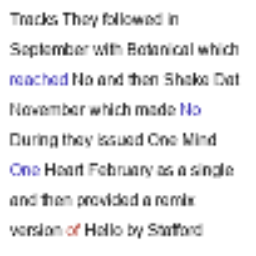 Tracks They followed in
September with Botanical which
reached No and then Shake Dat
November which made No
During they issued One Mind
One Heart February as a single
and then provided a remix
version of Hello by Stafford